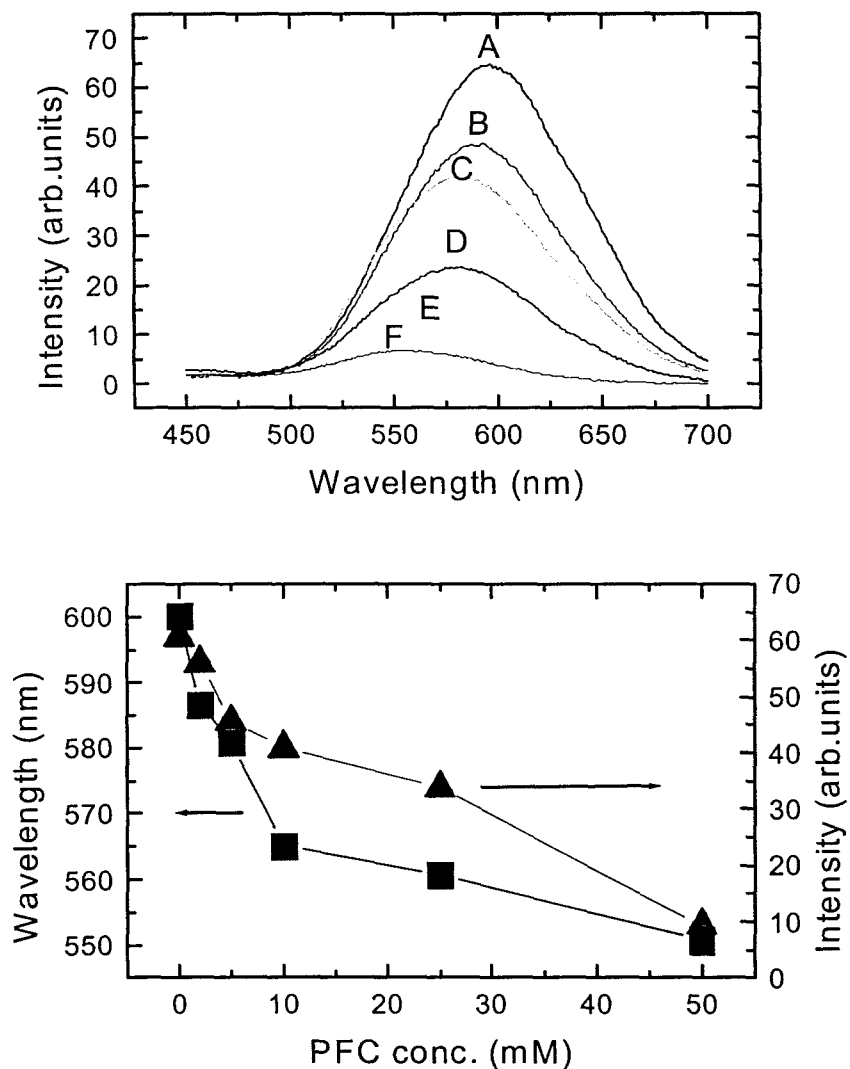 70
60
50
40
30
20
10
0
Intensity (arb.units)
A
B
C
D
E
F
450 500 550 600 650 700
Wavelength (nm)
600
590
580
570
560
550
Wavelength (nm)
70
60
50
40
30
20
10
0
Intensity (arb.units)
0 10 20 30 40 50
PFC conc. (mM)